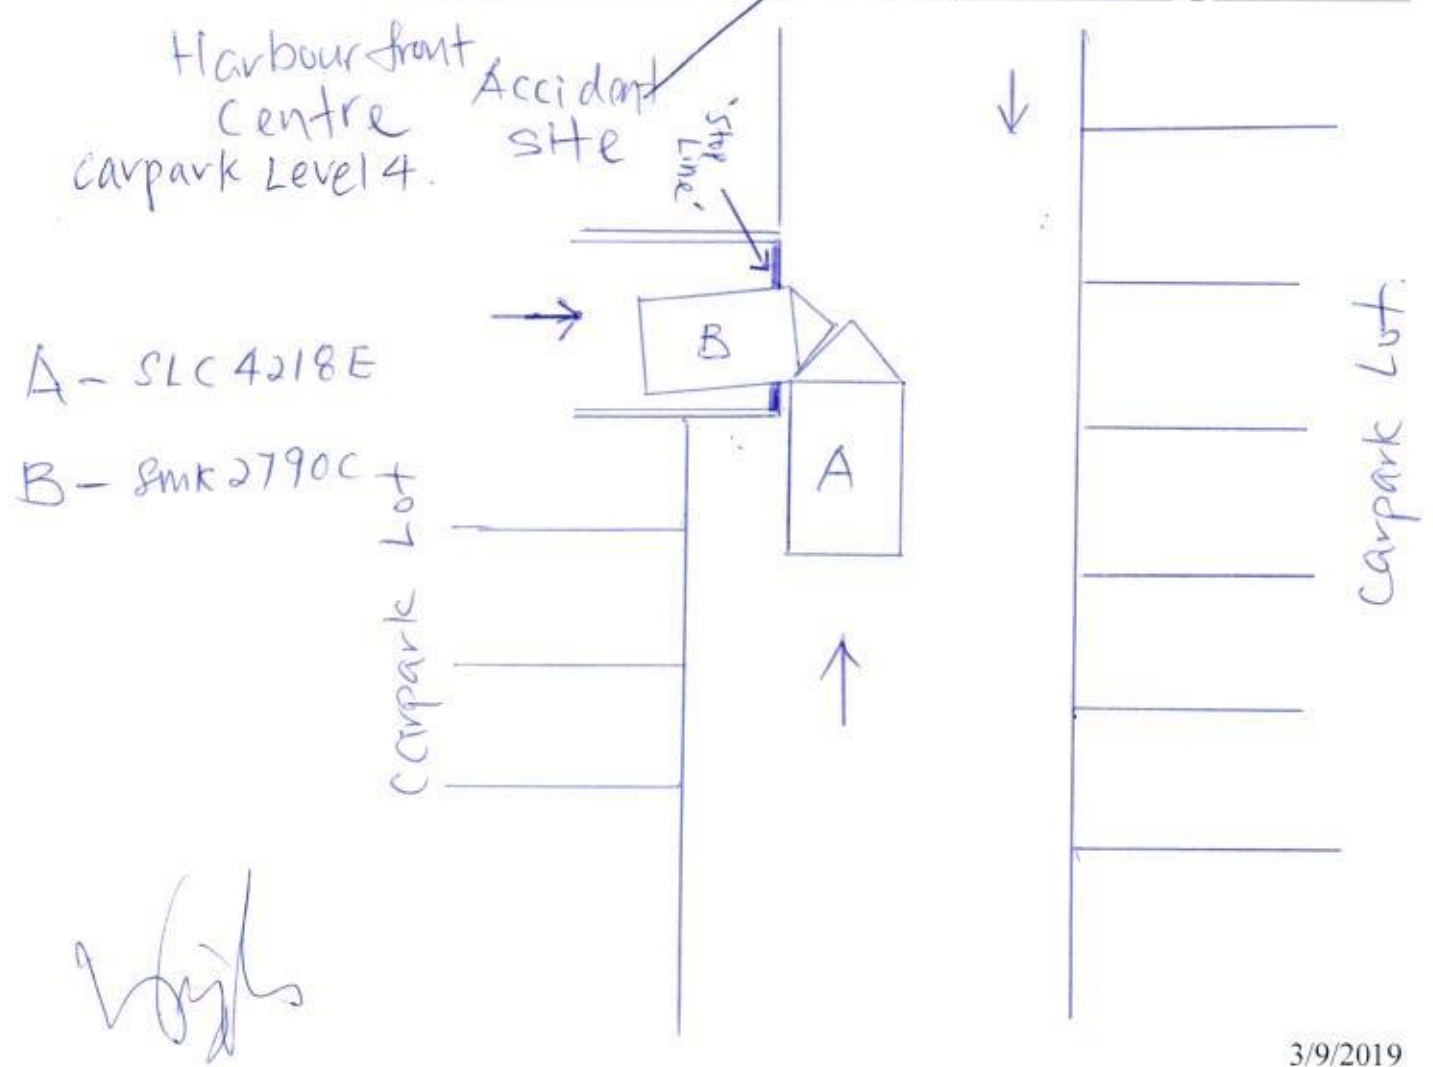 Harbourfront
Centre
Carpark Level 4.
Accident
site
'Stop
Line'
B
A
A - SLC 4218E
B - SMK 2790C
Carpark Lot
Carpark Lot.
3/9/2019